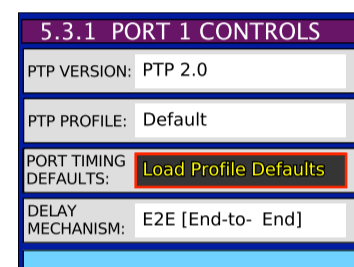 5.3.1 PORT 1 CONTROLS
PTP VERSION: PTP 2.0
PTP PROFILE: Default
PORT TIMING
DEFAULTS: Load Profile Defaults
DELAY
MECHANISM: E2E [End-to- End]